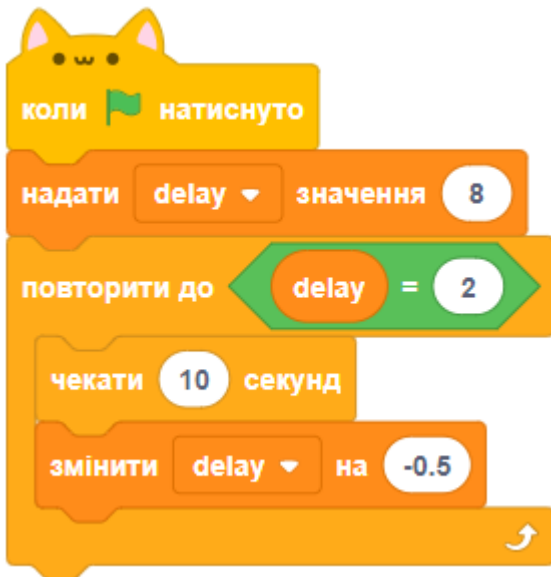 коли натиснуто
надати delay значення 8
повторити до delay = 2
чекати 10 секунд
змінити delay на -0.5